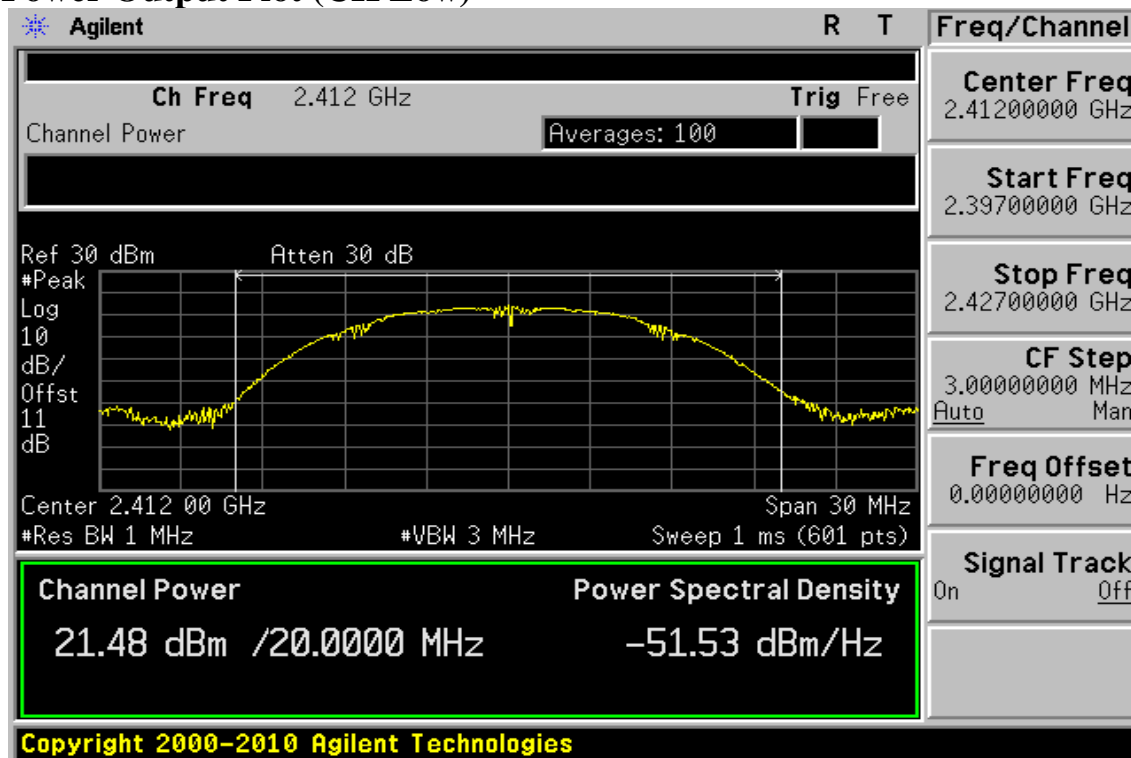 Power Output Plot (CH Low)
Agilent R T
Ch Freq 2.412 GHz Trig Free
Channel Power Averages: 100
Ref 30 dBm Atten 30 dB
#Peak
Log
10
dB/
Offst
11
dB
Center 2.412 00 GHz Span 30 MHz
#Res BW 1 MHz #VBW 3 MHz Sweep 1 ms (601 pts)
Channel Power Power Spectral Density
21.48 dBm /20.0000 MHz -51.53 dBm/Hz
Copyright 2000-2010 Agilent Technologies
Freq/Channel
Center Freq
2.41200000 GHz
Start Freq
2.39700000 GHz
Stop Freq
2.42700000 GHz
CF Step
3.00000000 MHz
Auto Man
Freq Offset
0.00000000 Hz
Signal Track
On Off